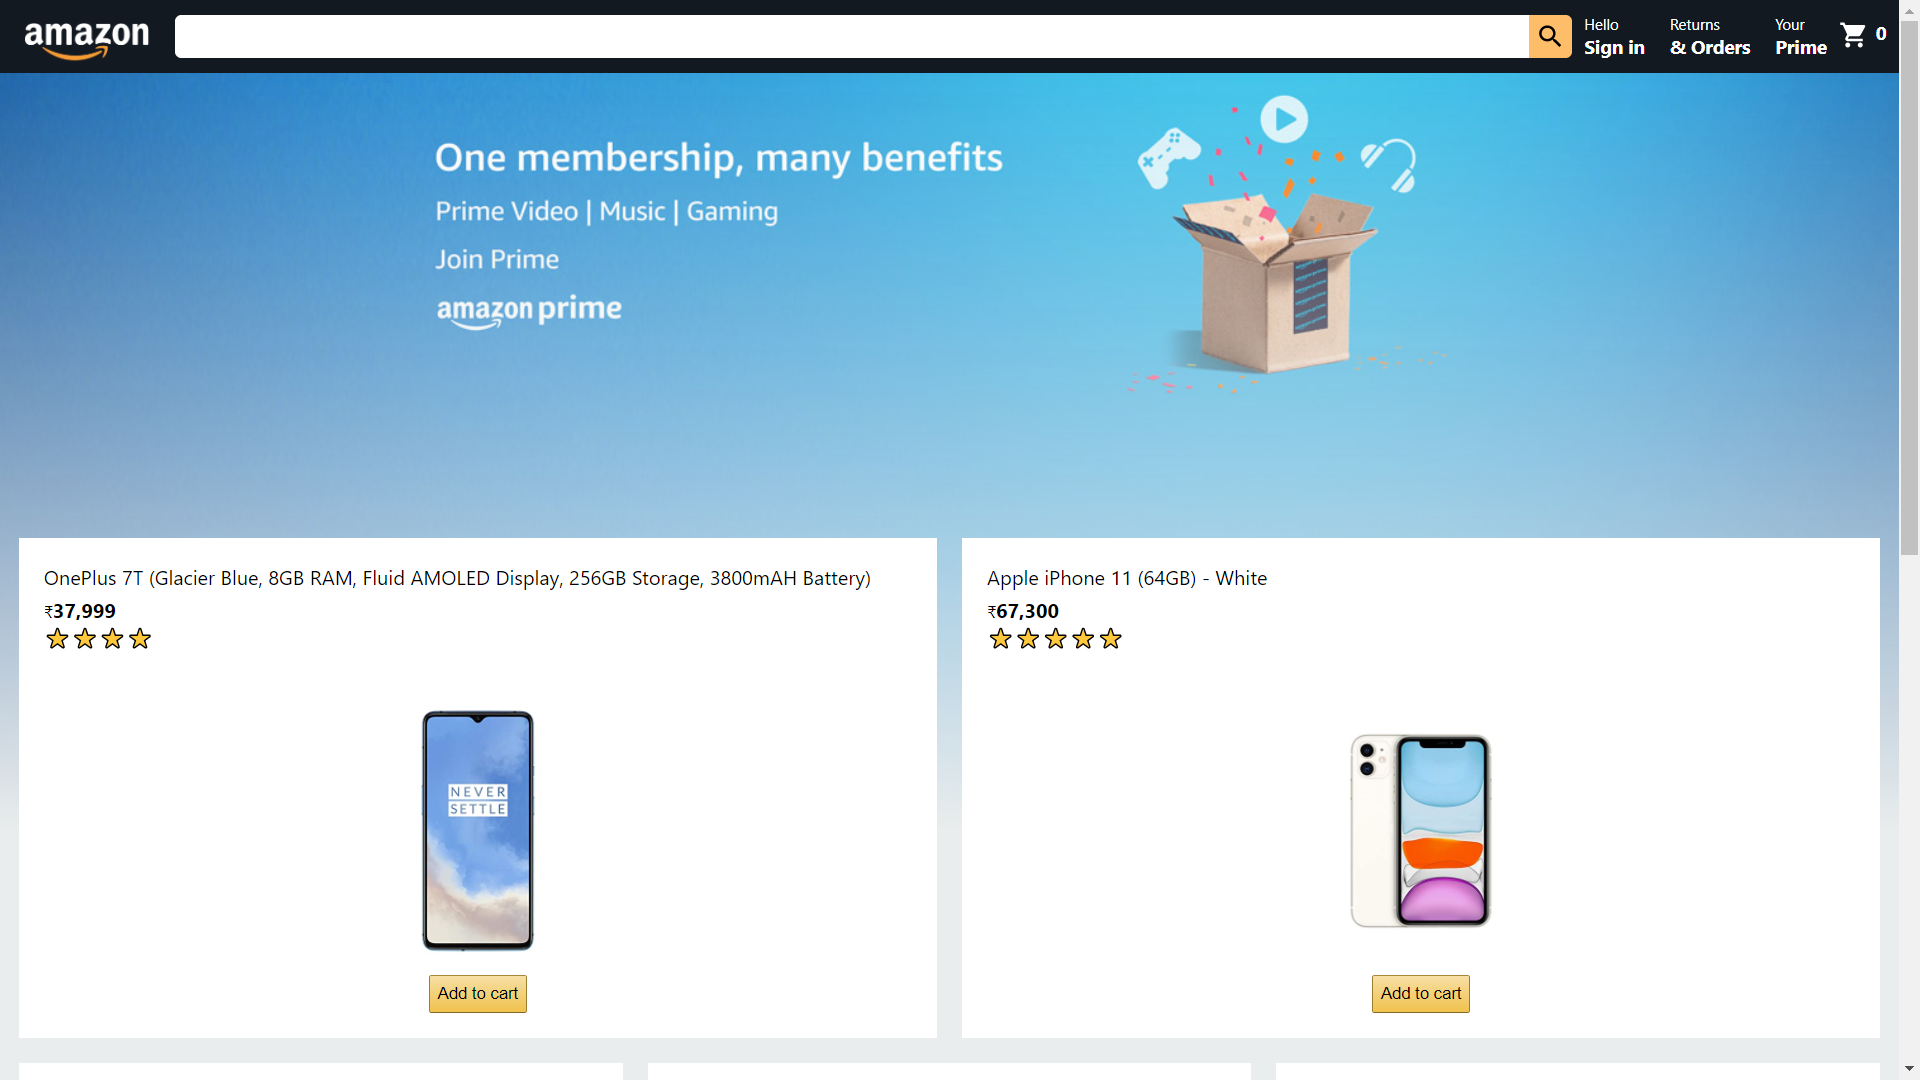 amazon
Hello
Sign in
Returns
& Orders
Your
Prime
0
One membership, many benefits
Prime Video | Music | Gaming
Join Prime
amazon prime
OnePlus 7T (Glacier Blue, 8GB RAM, Fluid AMOLED Display, 256GB Storage, 3800mAH Battery)
₹37,999
NEVER
SETTLE
Add to cart
Apple iPhone 11 (64GB) - White
₹67,300
Add to cart